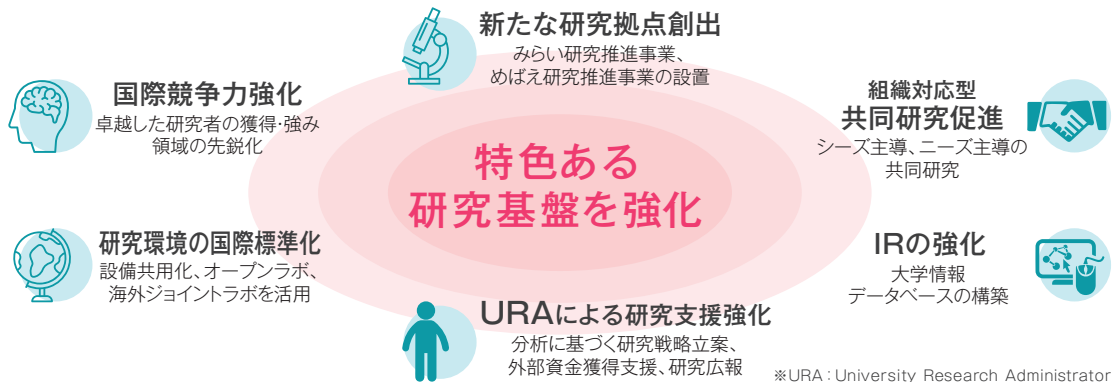 新たな研究拠点創出
みらい研究推進事業、
めばえ研究推進事業の設置
国際競争力強化
卓越した研究者の獲得・強み
領域の先鋭化
組織対応型
共同研究促進
シーズ主導、ニーズ主導の
共同研究
特色ある
研究基盤を強化
研究環境の国際標準化
設備共用化、オープンラボ、
海外ジョイントラボを活用
IRの強化
大学情報
データベースの構築
URAによる研究支援強化
分析に基づく研究戦略立案、
外部資金獲得支援、研究広報
※URA：University Research Administrator